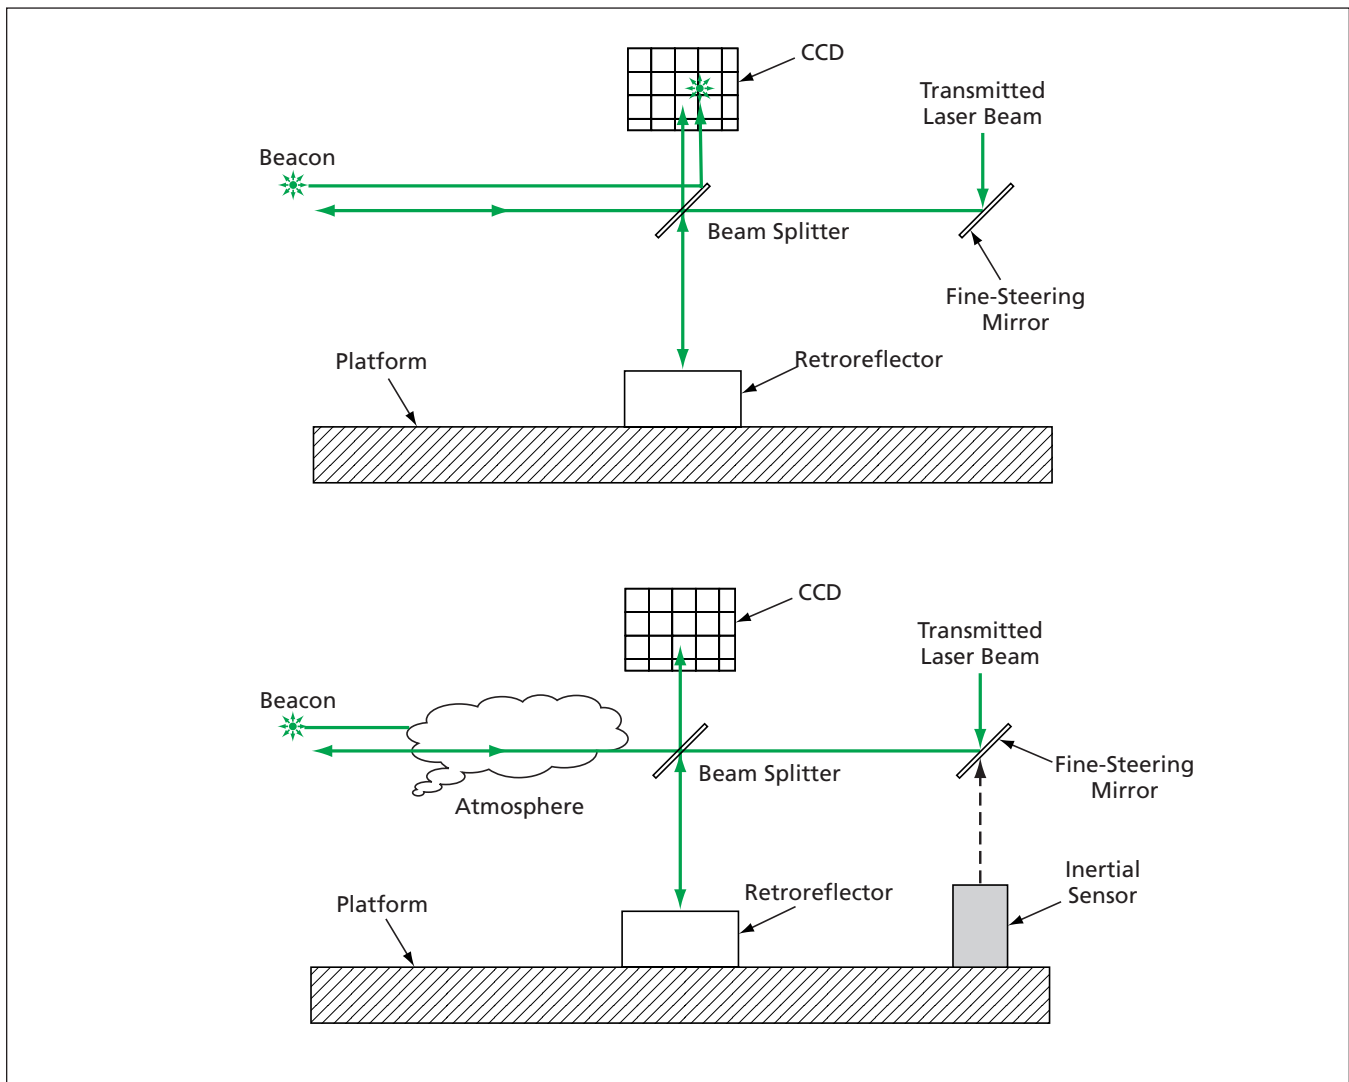 CCD
Transmitted
Laser Beam
Beacon
Beam Splitter
Fine-Steering
Mirror
Platform
Retroreflector
CCD
Transmitted
Laser Beam
Beacon
Beam Splitter
Fine-Steering
Mirror
Atmosphere
Inertial
Sensor
Platform
Retroreflector